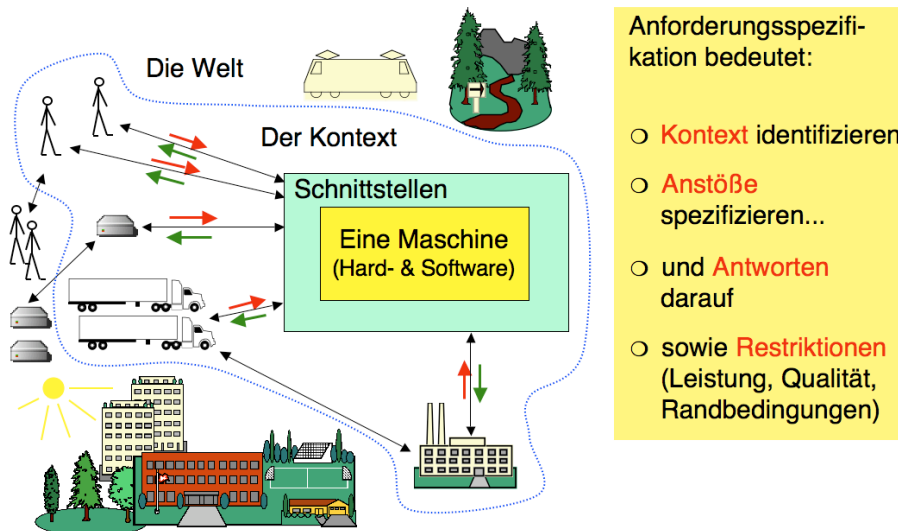 Die Welt
Der Kontext
Schnittstellen
Eine Maschine
(Hard- & Software)
Anforderungsspezifi-
kation bedeutet:
❍ Kontext identifizieren
❍ Anstöße
spezifizieren...
❍ und Antworten
darauf
❍ sowie Restriktionen
(Leistung, Qualität,
Randbedingungen)